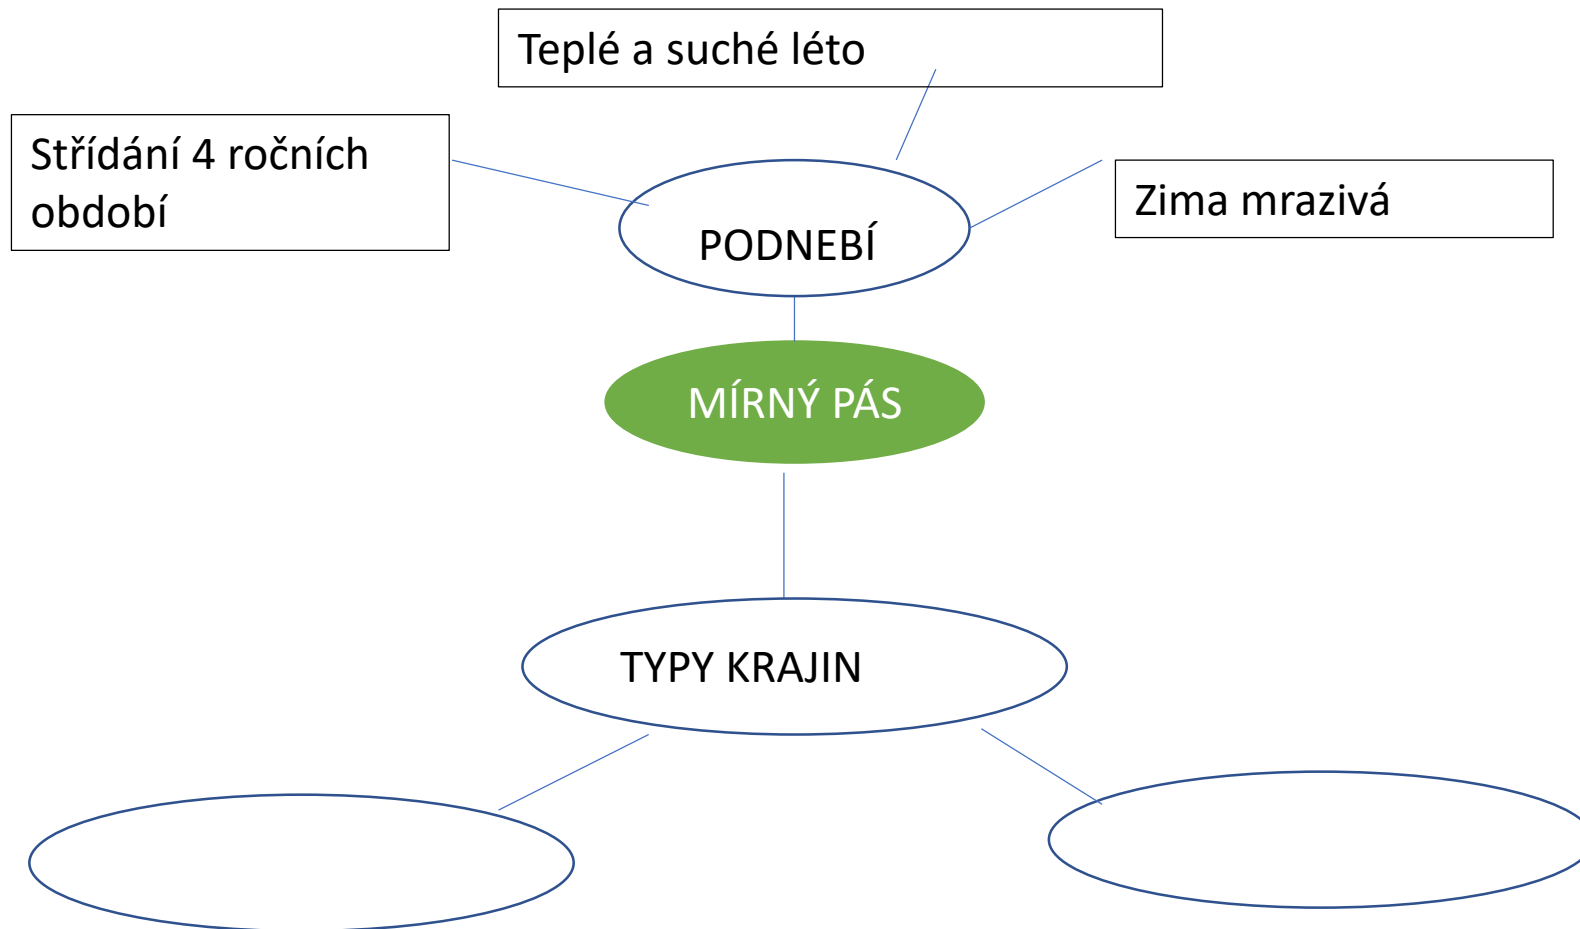 Teplé a suché léto
Střídání 4 ročních
období
Zima mrazivá
PODNEBÍ
MÍRNÝ PÁS
TYPY KRAJIN